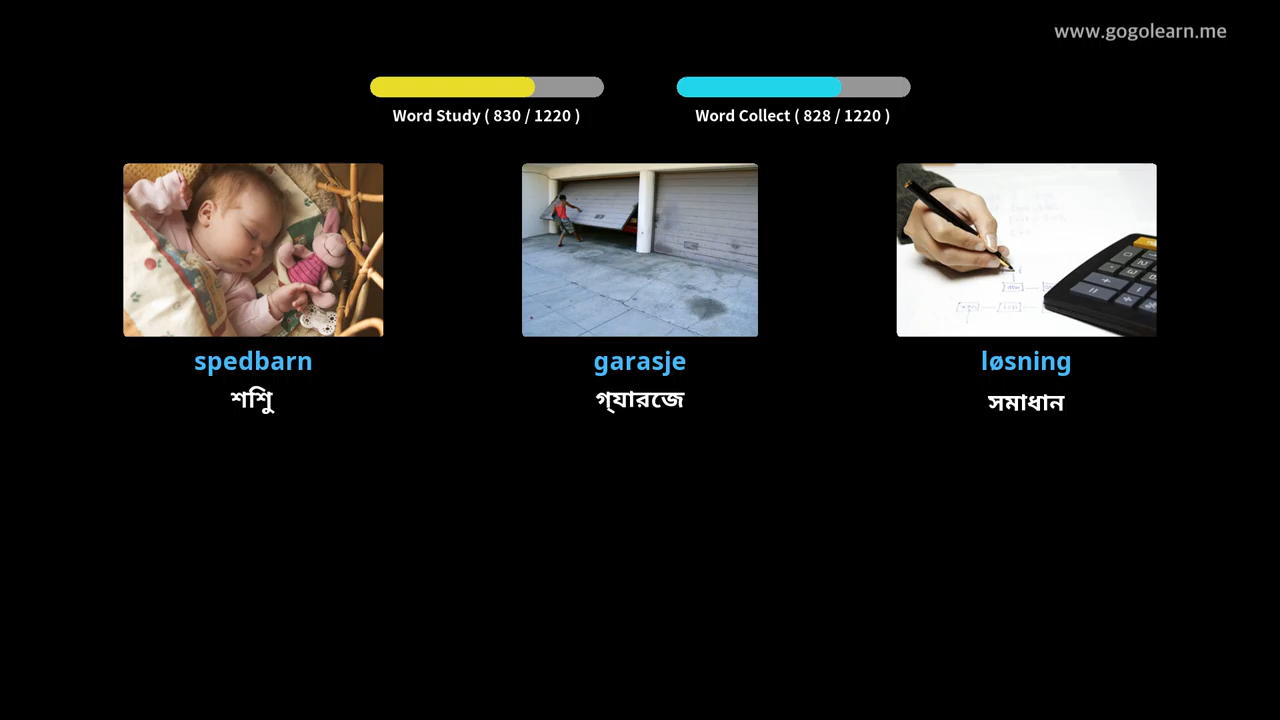 www.gogolearn.me
Word Study ( 830 / 1220 )
Word Collect ( 828 / 1220 )
spedbarn
garasje
løsning
শিশু
গ্যারেজ
সমাধান